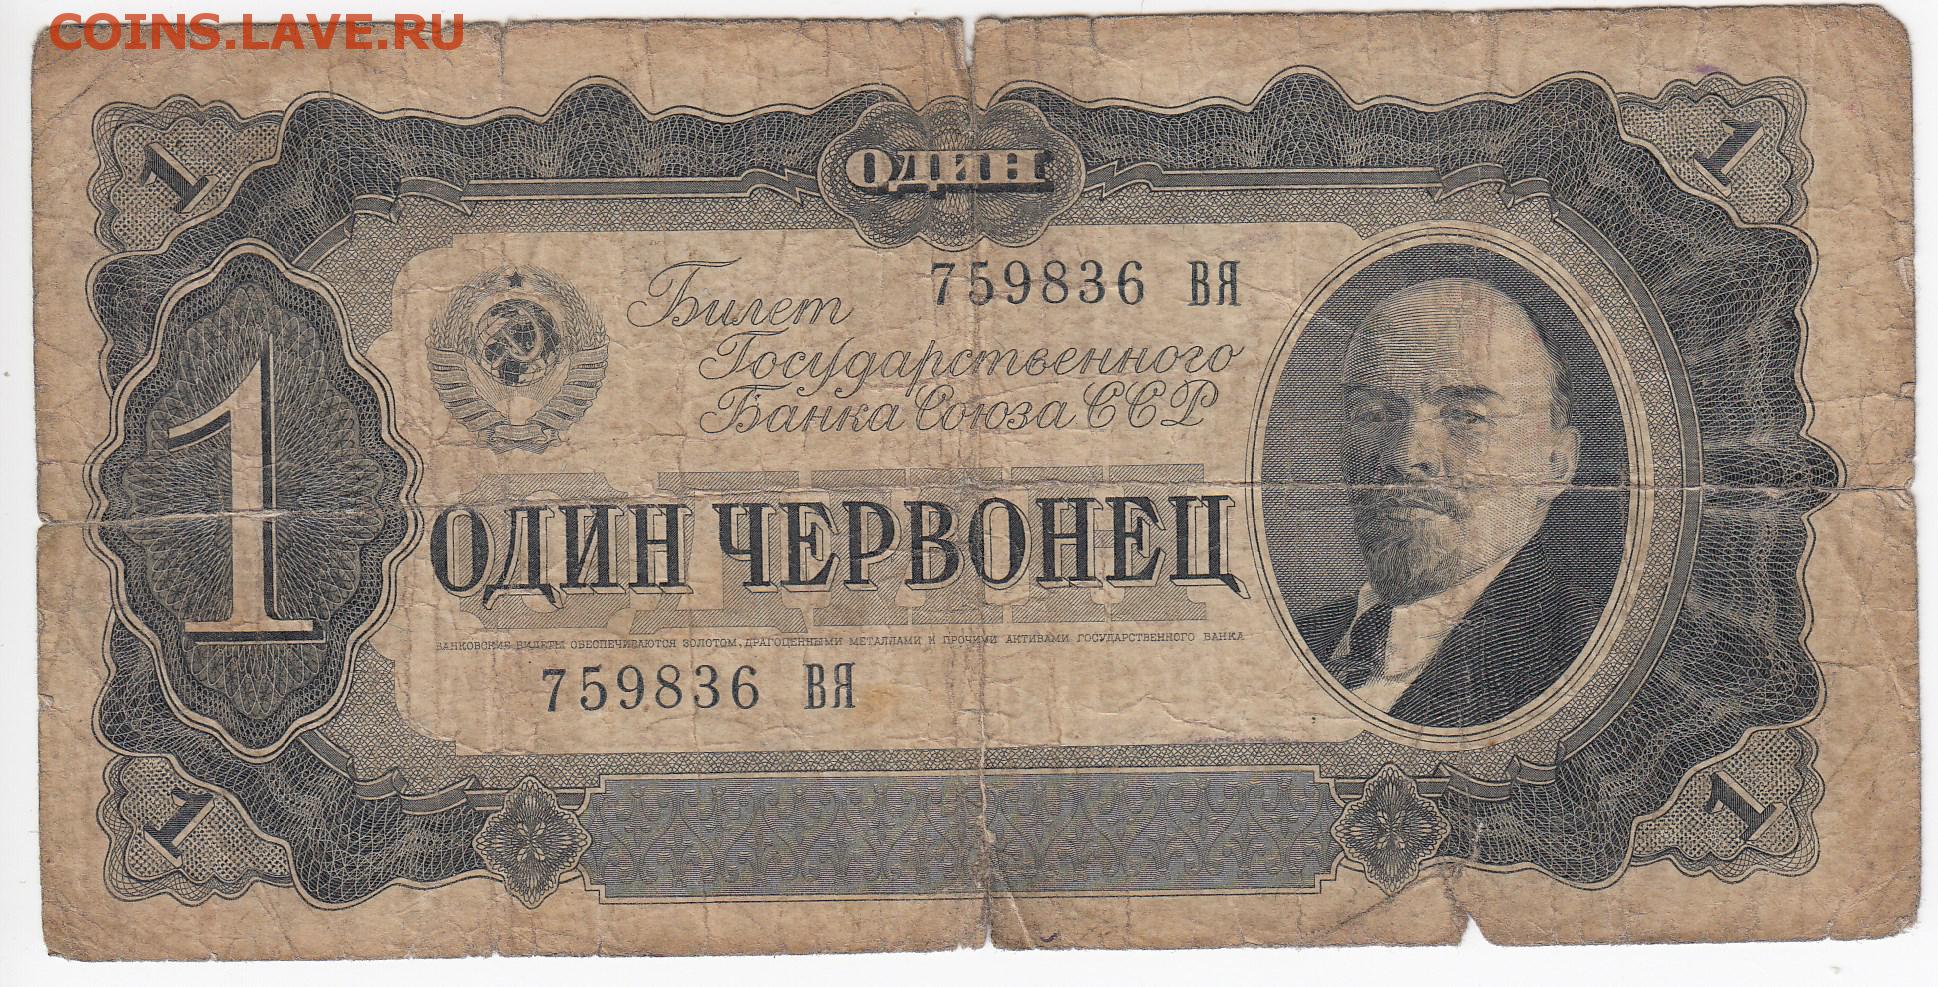 COINS.LAVE.RU
1 ОДИН 1
759836 ВЯ
Билет
Государственного
Банка Союза ССР
1
ОДИН
ОДИН ЧЕРВОНЕЦ
БАНКОВСКИЕ БИЛЕТЫ ОБЕСПЕЧИВАЮТСЯ ЗОЛОТОМ, ДРАГОЦЕННЫМИ МЕТАЛЛАМИ И ПРОЧИМИ АКТИВАМИ ГОСУДАРСТВЕННОГО БАНКА
759836 ВЯ
1 1